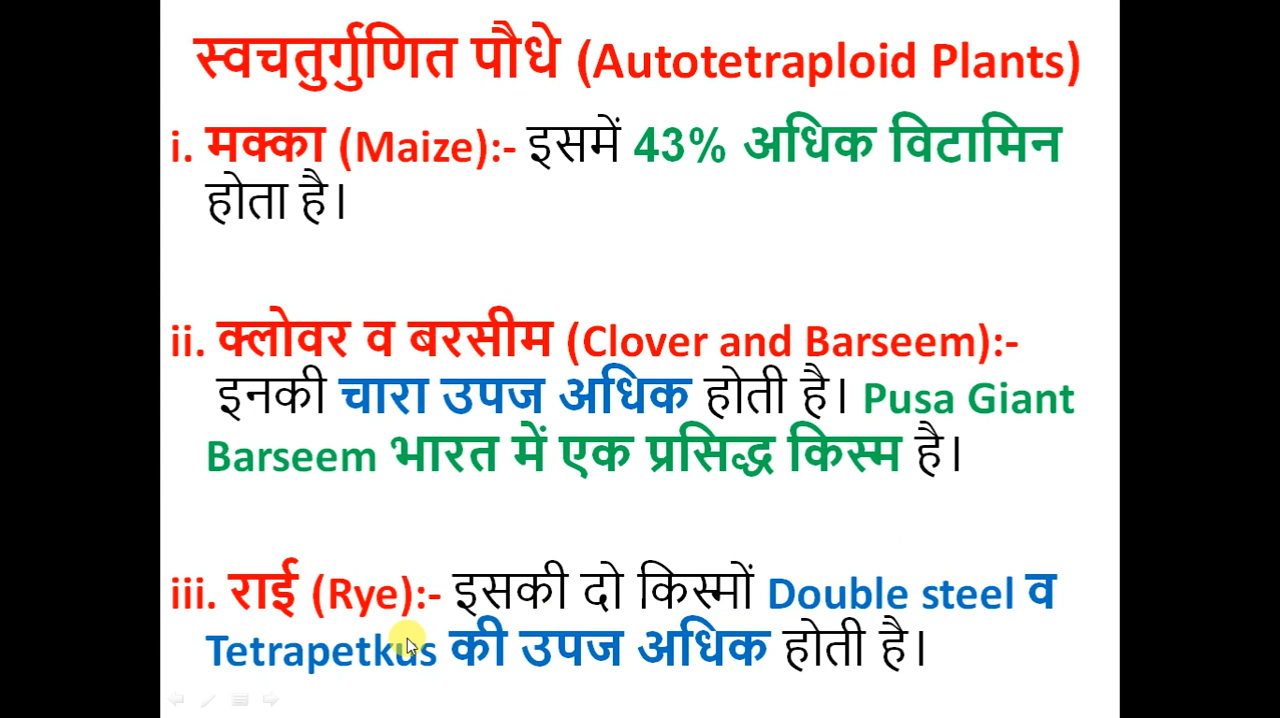 स्वचतुर्गुणित पौधे (Autotetraploid Plants)
i. मक्का (Maize):- इसमें 43% अधिक विटामिन
होता है।
ii. क्लोवर व बरसीम (Clover and Barseem):-
इनकी चारा उपज अधिक होती है। Pusa Giant
Barseem भारत में एक प्रसिद्ध किस्म है।
iii. राई (Rye):- इसकी दो किस्मों Double steel व
Tetrapetkus की उपज अधिक होती है।